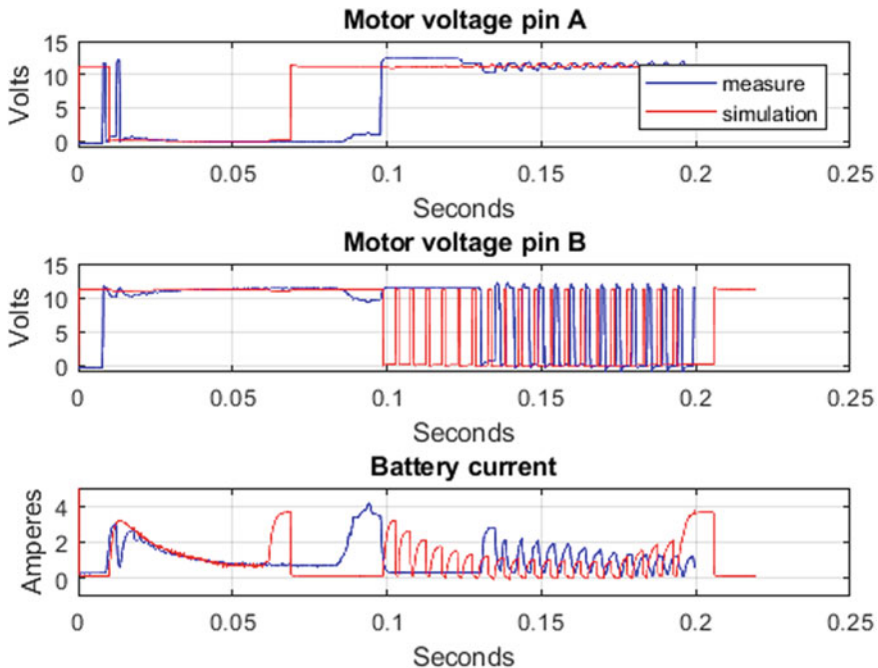 Motor voltage pin A
Volts
15
10
5
0
measure
simulation
0 0.05 0.1 0.15 0.2 0.25
Seconds
Motor voltage pin B
Volts
15
10
5
0
0 0.05 0.1 0.15 0.2 0.25
Seconds
Battery current
Amperes
4
2
0
0 0.05 0.1 0.15 0.2 0.25
Seconds